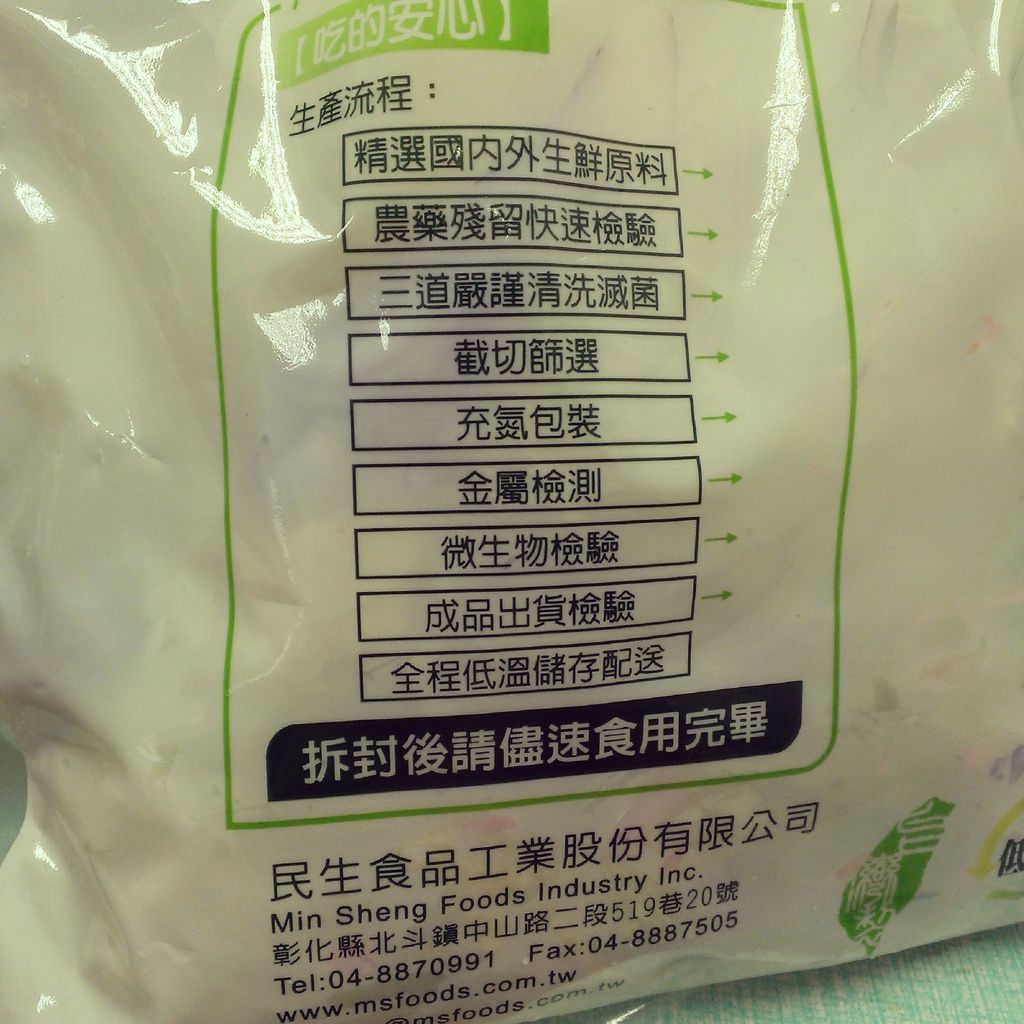 【吃的安心】
生產流程：
精選國內外生鮮原料→
農藥殘留快速檢驗→
三道嚴謹清洗滅菌→
截切篩選→
充氮包裝→
金屬檢測→
微生物檢驗→
成品出貨檢驗→
全程低溫儲存配送
拆封後請儘速食用完畢
民生食品工業股份有限公司
Min Sheng Foods Industry Inc.
彰化縣北斗鎮中山路二段519巷20號
Tel:04-8870991 Fax:04-8887505
www.msfoods.com.tw
@msfoods.com.tw
低